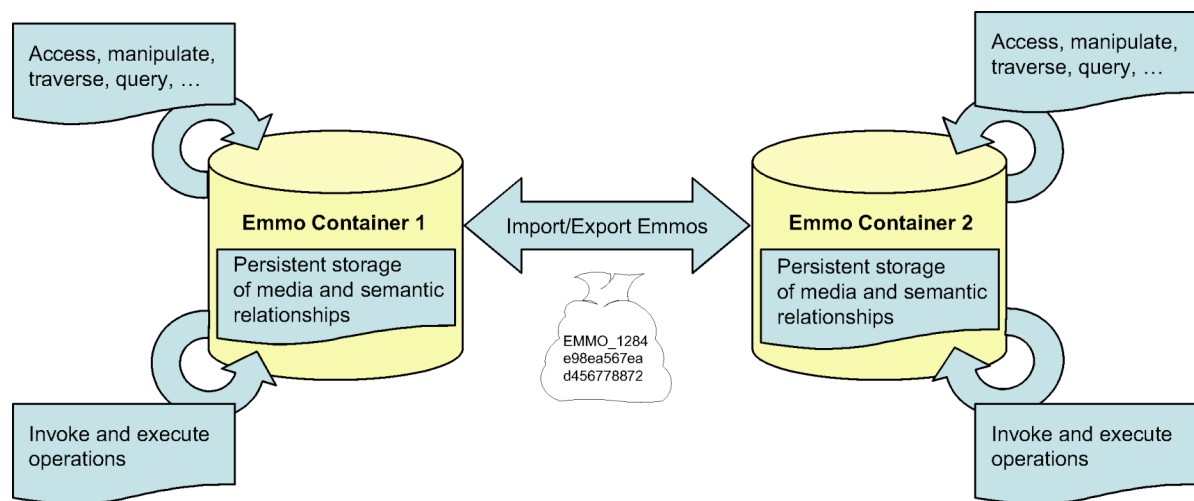 Access, manipulate,
traverse, query, …
Access, manipulate,
traverse, query, …
Emmo Container 1
Import/Export Emmos
Emmo Container 2
Persistent storage
of media and semantic
relationships
Persistent storage
of media and semantic
relationships
EMMO_1284
e98ea567ea
d456778872
Invoke and execute
operations
Invoke and execute
operations